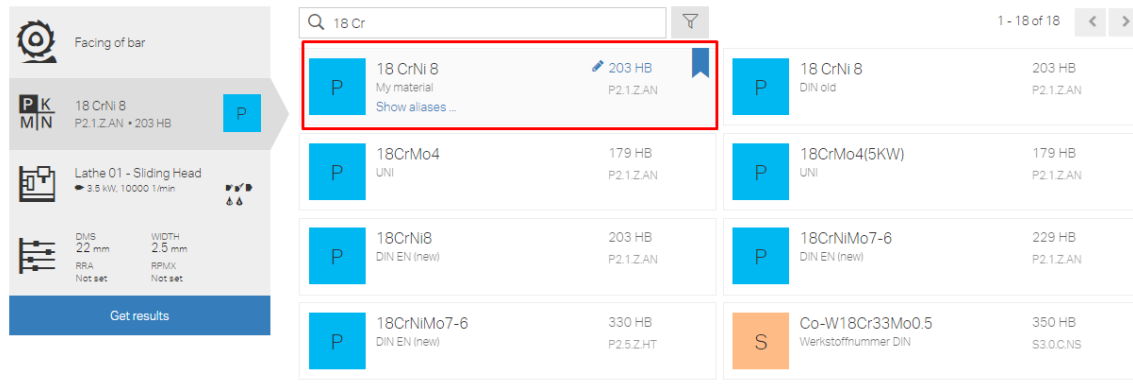 Facing of bar
P K
M N
18 CrNi 8
P2.1.Z.AN • 203 HB
P
Lathe 01 - Sliding Head
3.5 kW, 10000 1/min
DMS WIDTH
22 mm 2.5 mm
RRA RPMX
Not set Not set
Get results
18 Cr
1 - 18 of 18
P
18 CrNi 8 203 HB
My material P2.1.Z.AN
Show aliases ...
P
18 CrNi 8 203 HB
DIN old P2.1.Z.AN
P
18CrMo4 179 HB
UNI P2.1.Z.AN
P
18CrMo4(5KW) 179 HB
UNI P2.1.Z.AN
P
18CrNi8 203 HB
DIN EN (new) P2.1.Z.AN
P
18CrNiMo7-6 229 HB
DIN EN (new) P2.1.Z.AN
P
18CrNiMo7-6 330 HB
DIN EN (new) P2.5.Z.HT
S
Co-W18Cr33Mo0.5 350 HB
Werkstoffnummer DIN S3.0.C.NS